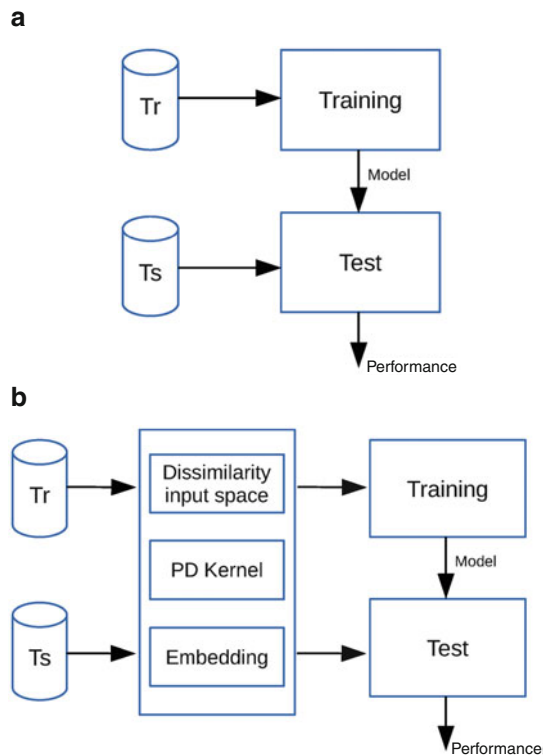 a
Tr
Training
Model
Ts
Test
Performance
b
Tr
Dissimilarity
input space
Training
PD Kernel
Model
Ts
Embedding
Test
Performance